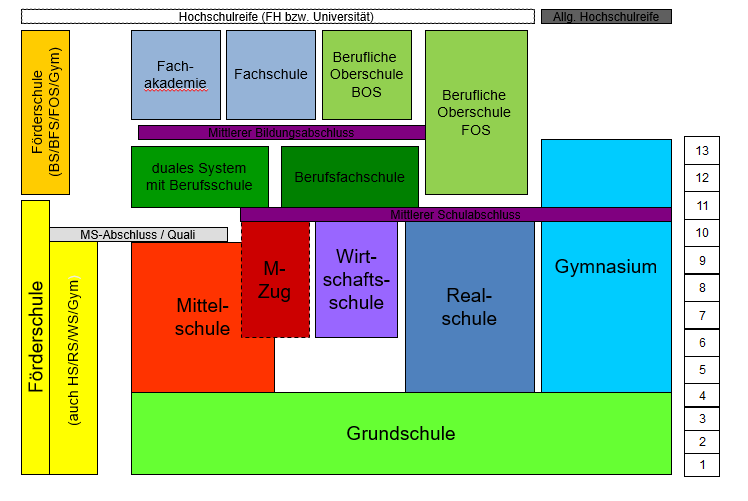 Hochschulreife (FH bzw. Universität)
Allg. Hochschulreife
Förderschule
(BS/BFS/FOS/Gym)
Fach-
akademie
Fachschule
Berufliche
Oberschule
BOS
Berufliche
Oberschule
FOS
Mittlerer Bildungsabschluss
duales System
mit Berufsschule
Berufsfachschule
Mittlerer Schulabschluss
MS-Abschluss / Quali
Förderschule
(auch HS/RS/WS/Gym)
Mittel-
schule
M-
Zug
Wirt-
schafts-
schule
Real-
schule
Gymnasium
Grundschule
13
12
11
10
9
8
7
6
5
4
3
2
1